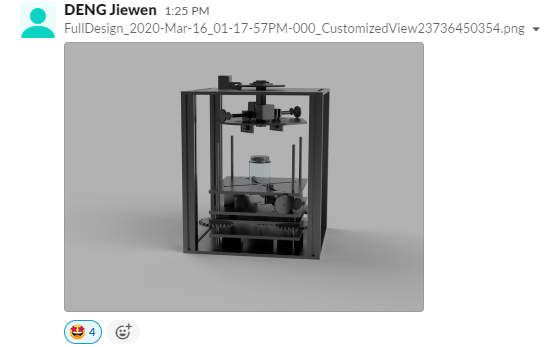 DENG Jiewen 1:25 PM
FullDesign_2020-Mar-16_01-17-57PM-000_CustomizedView23736450354.png
4